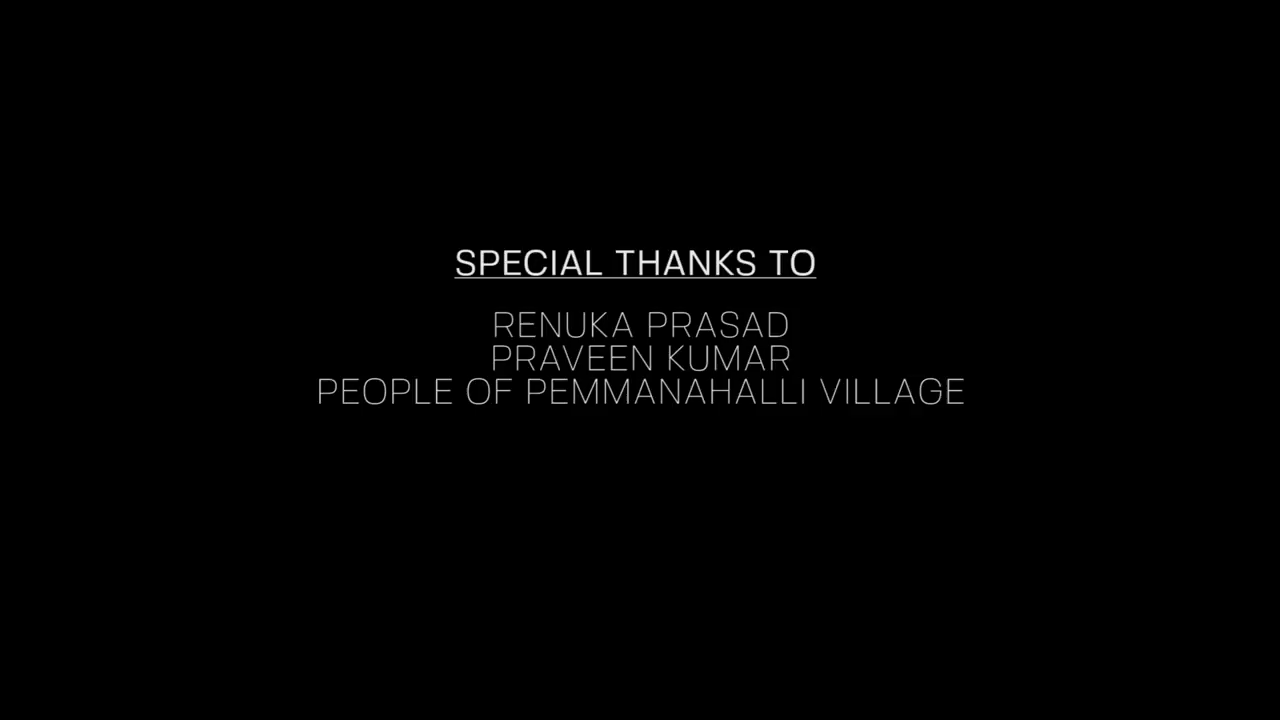 SPECIAL THANKS TO
RENUKA PRASAD
PRAVEEN KUMAR
PEOPLE OF PEMMANAHALLI VILLAGE